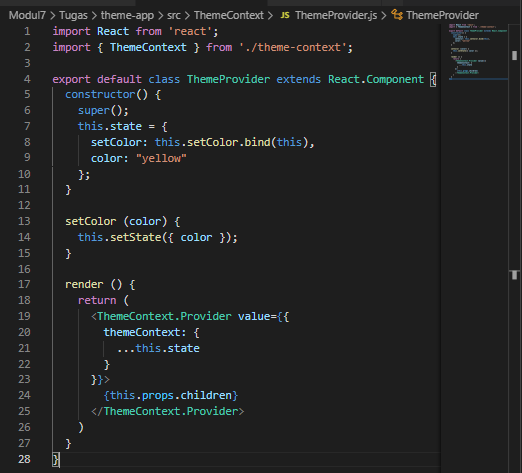 Modul7 > Tugas > theme-app > src > ThemeContext > JS ThemeProvider.js > ThemeProvider
1 import React from 'react';
2 import { ThemeContext } from './theme-context';
3
4 export default class ThemeProvider extends React.Component {
5 constructor() {
6 super();
7 this.state = {
8 setColor: this.setColor.bind(this),
9 color: "yellow"
10 };
11 }
12
13 setColor (color) {
14 this.setState({ color });
15 }
16
17 render () {
18 return (
19 <ThemeContext.Provider value={{
20 themeContext: {
21 ...this.state
22 }
23 }}>
24 {this.props.children}
25 </ThemeContext.Provider>
26 )
27 }
28 }